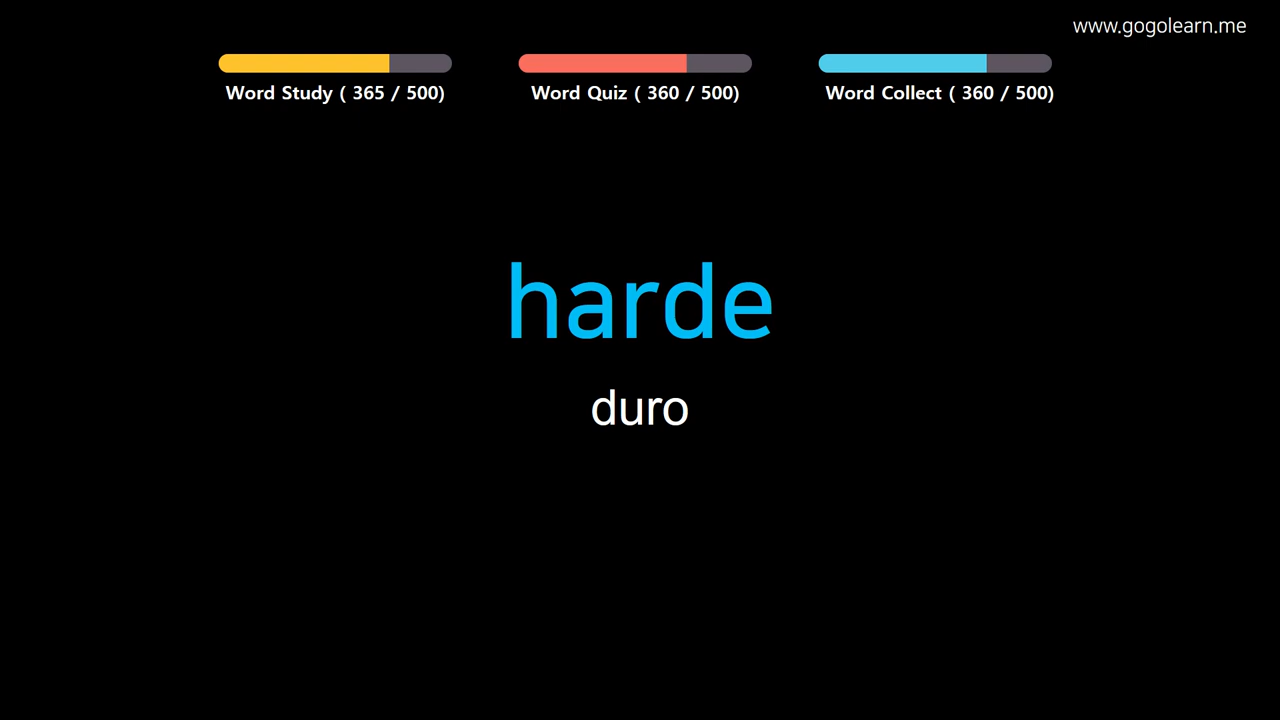 www.gogolearn.me
Word Study ( 365 / 500)
Word Quiz ( 360 / 500)
Word Collect ( 360 / 500)
harde
duro